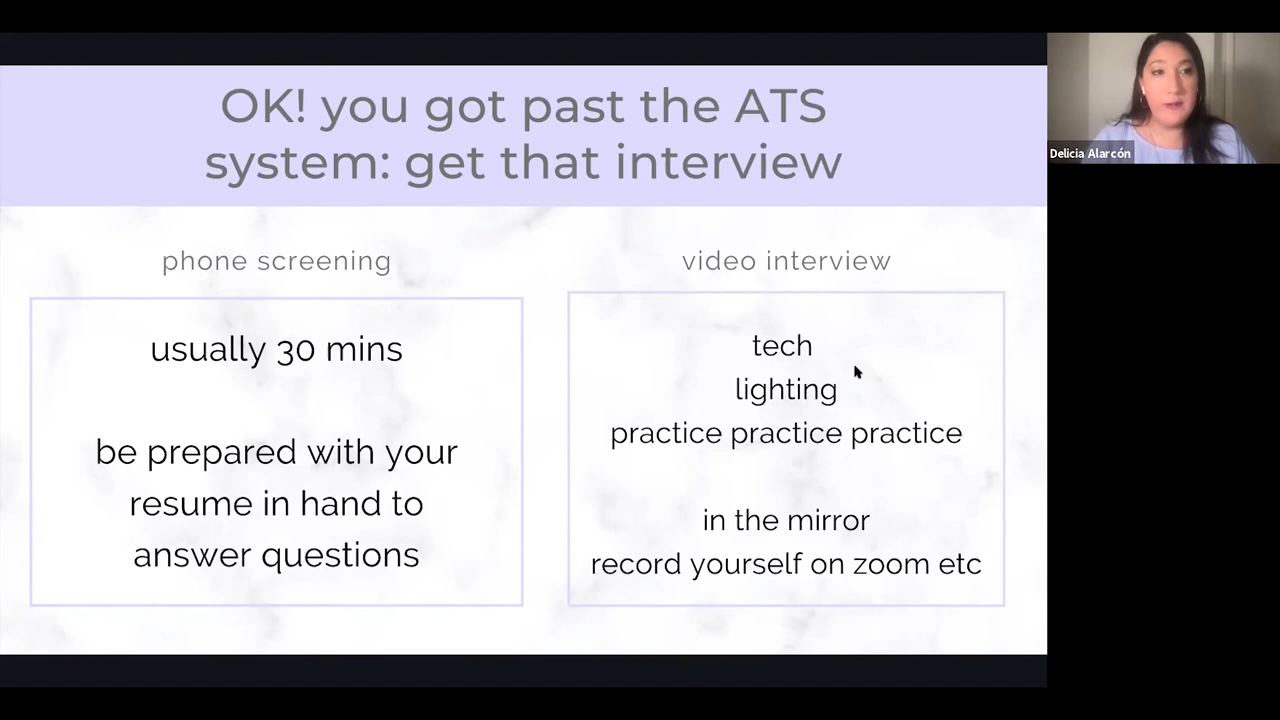 OK! you got past the ATS
system: get that interview
phone screening
usually 30 mins
be prepared with your
resume in hand to
answer questions
video interview
tech
lighting
practice practice practice
in the mirror
record yourself on zoom etc
Delicia Alarcón